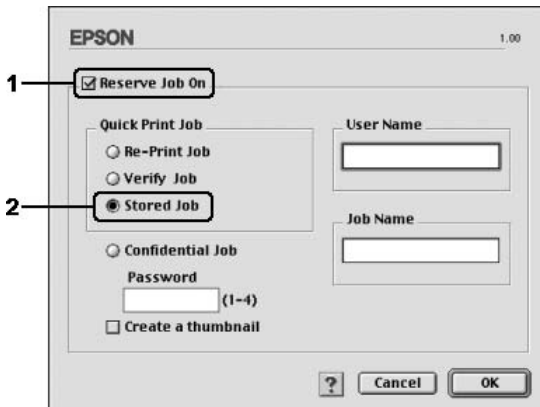 EPSON
1.00
1
Reserve Job On
Quick Print Job
Re-Print Job
Verify Job
2
Stored Job
Confidential Job
Password
(1-4)
Create a thumbnail
User Name
Job Name
?
Cancel
OK